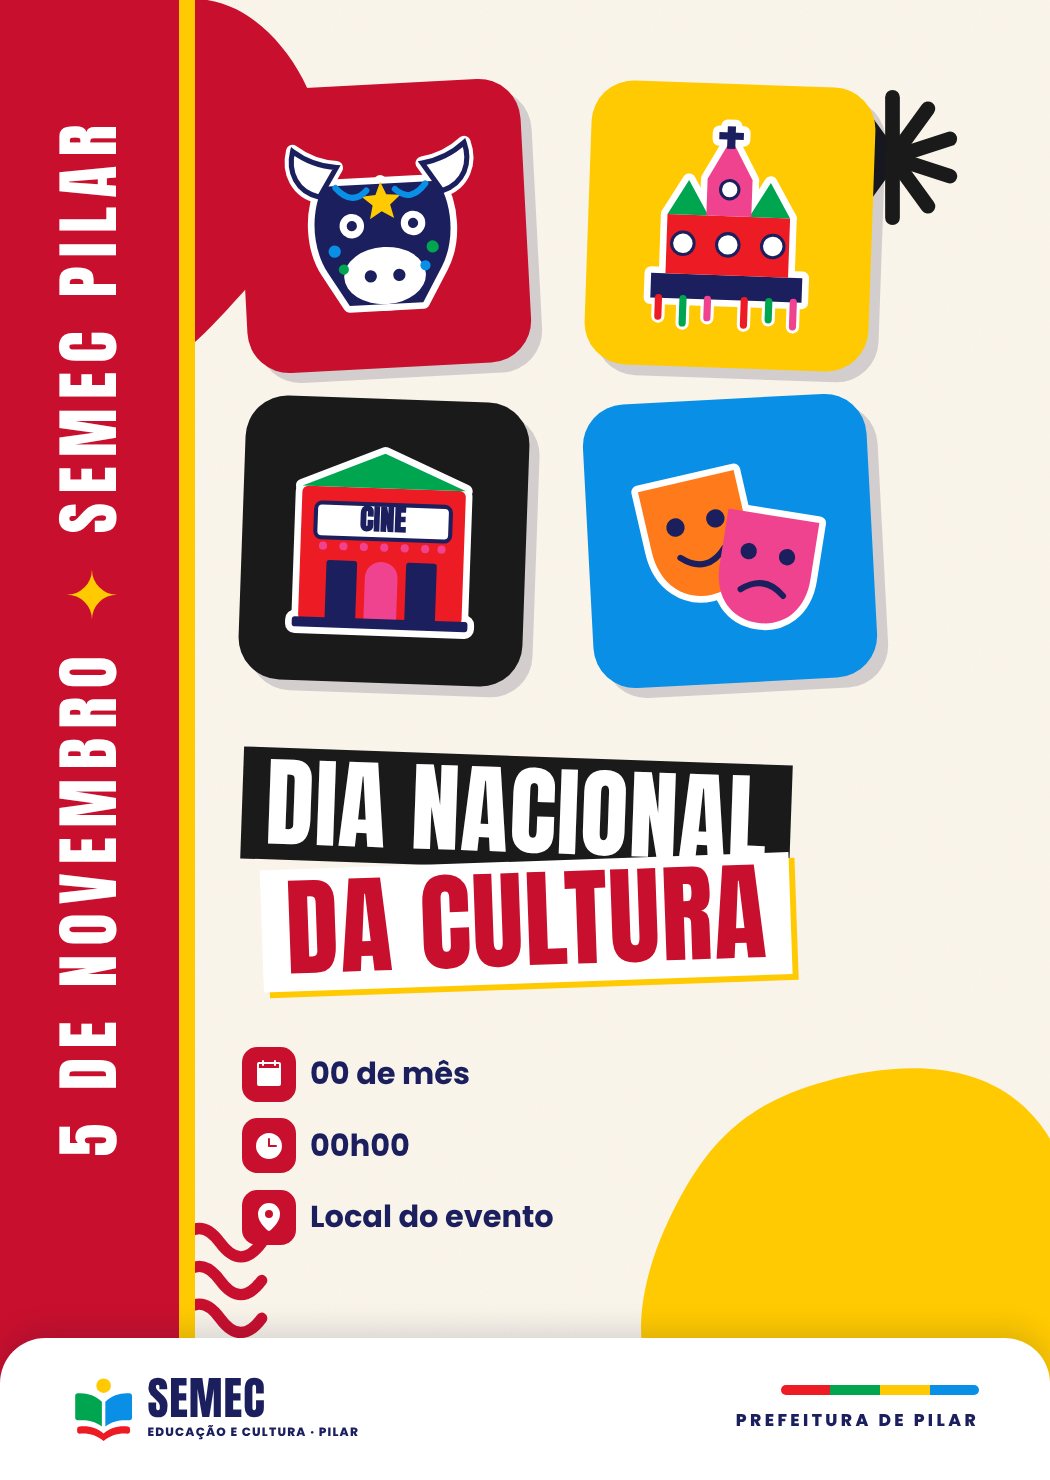 5 DE NOVEMBRO ✦ SEMEC PILAR
CINE
DIA NACIONAL
DA CULTURA
00 de mês
00h00
Local do evento
SEMEC
EDUCAÇÃO E CULTURA · PILAR
PREFEITURA DE PILAR